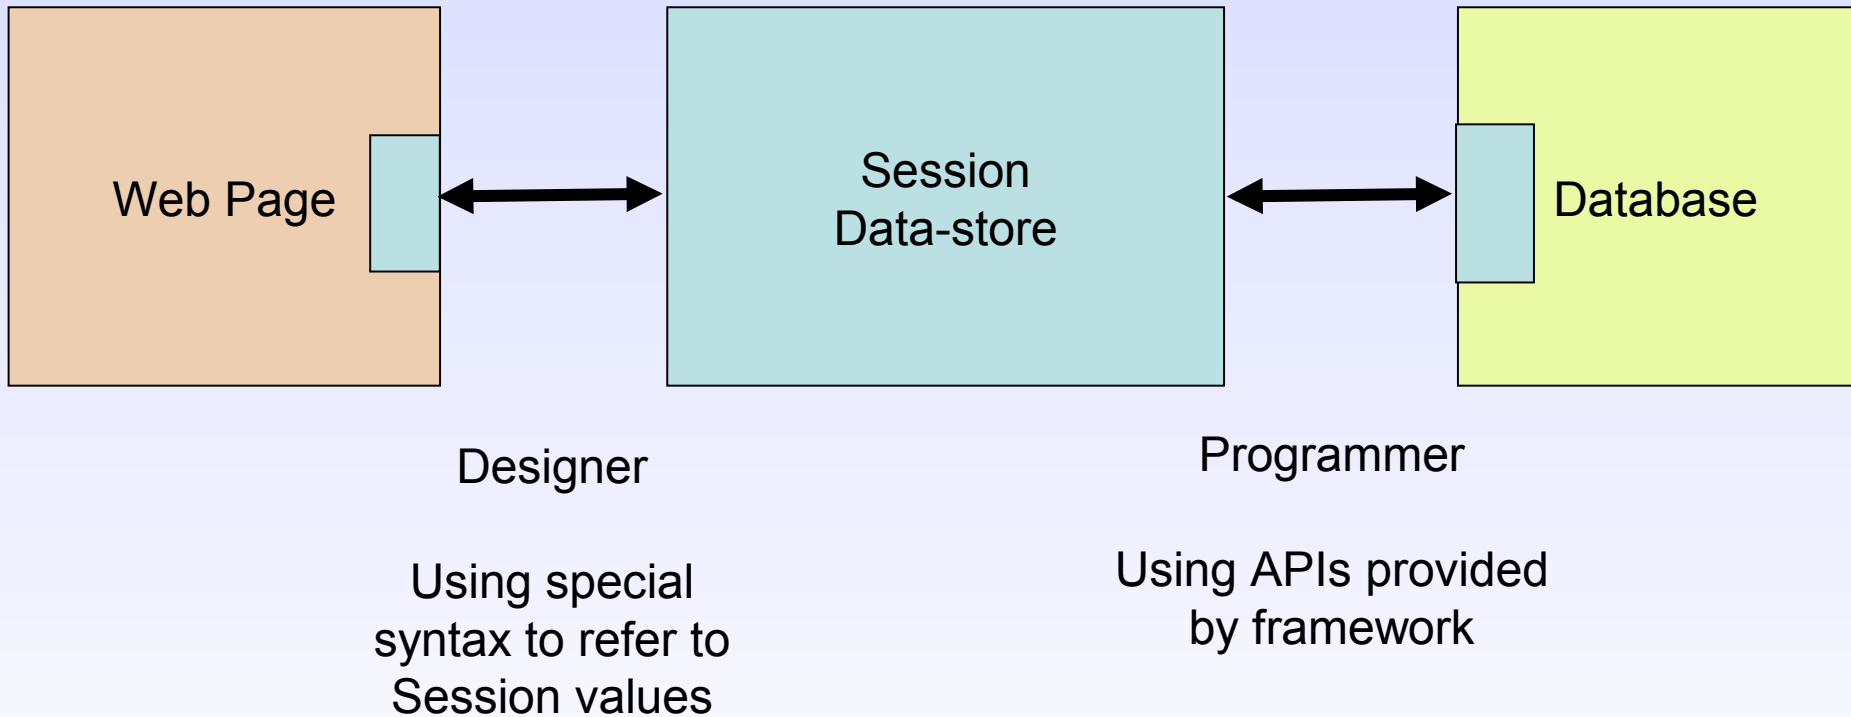 Web Page
Session
Data-store
Database
Designer
Using special
syntax to refer to
Session values
Programmer
Using APIs provided
by framework